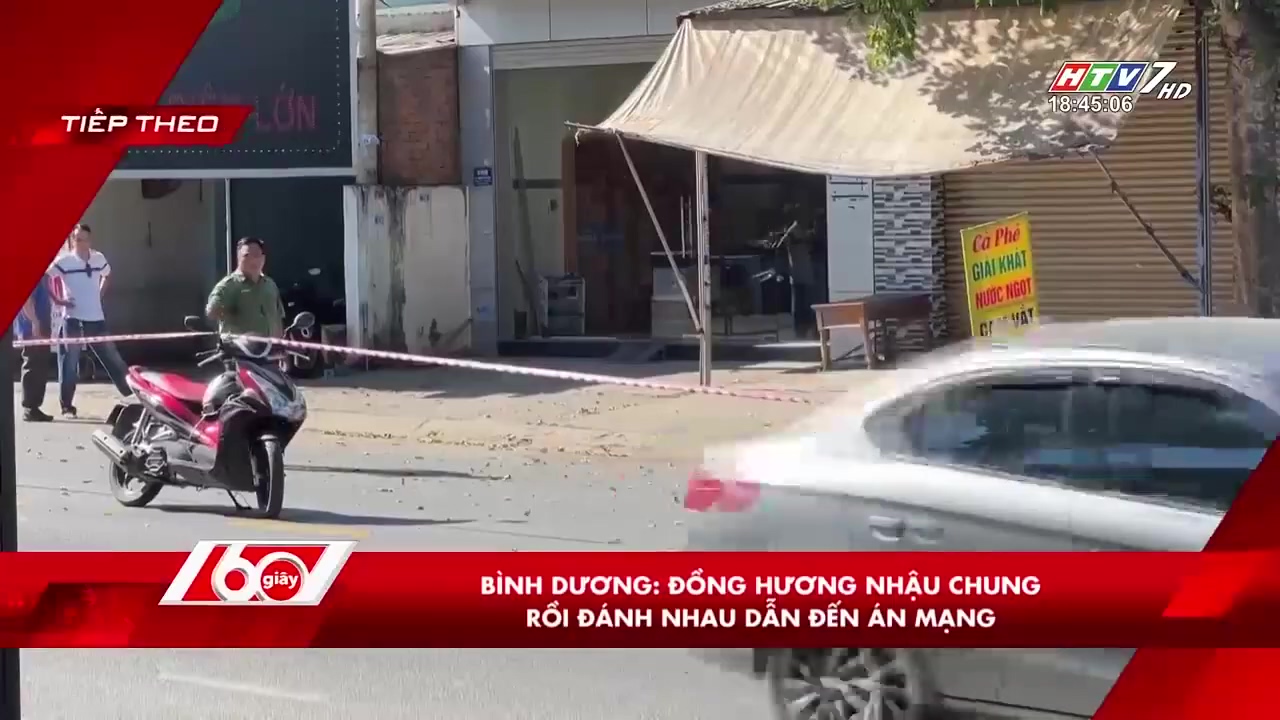 HTV7 HD
18:45:06
TIẾP THEO
LỚN
Cà Phê
GIẢI KHÁT
NƯỚC NGỌT
60 giây
BÌNH DƯƠNG: ĐỒNG HƯƠNG NHẬU CHUNG
RỒI ĐÁNH NHAU DẪN ĐẾN ÁN MẠNG